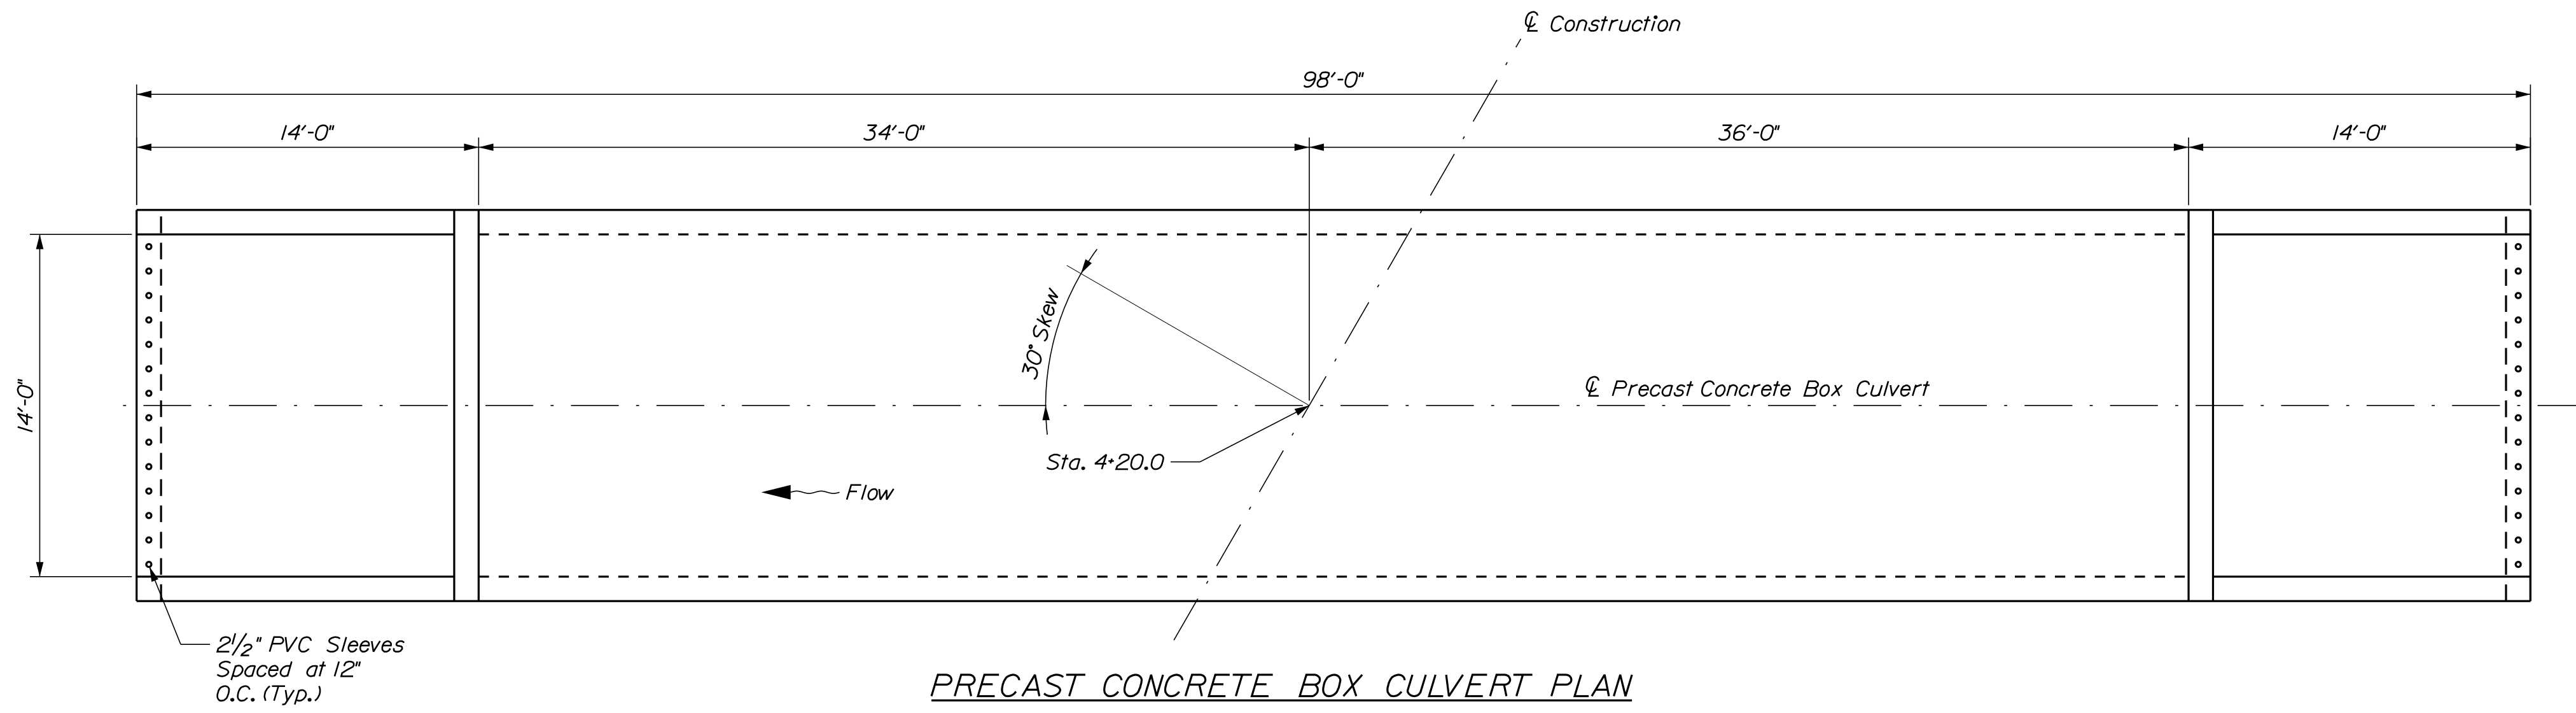 ℄ Construction
98'-0"
14'-0"
34'-0"
36'-0"
14'-0"
30° Skew
14'-0"
℄ Precast Concrete Box Culvert
Sta. 4+20.0
Flow
2½" PVC Sleeves
Spaced at 12"
O.C. (Typ.)
PRECAST CONCRETE BOX CULVERT PLAN